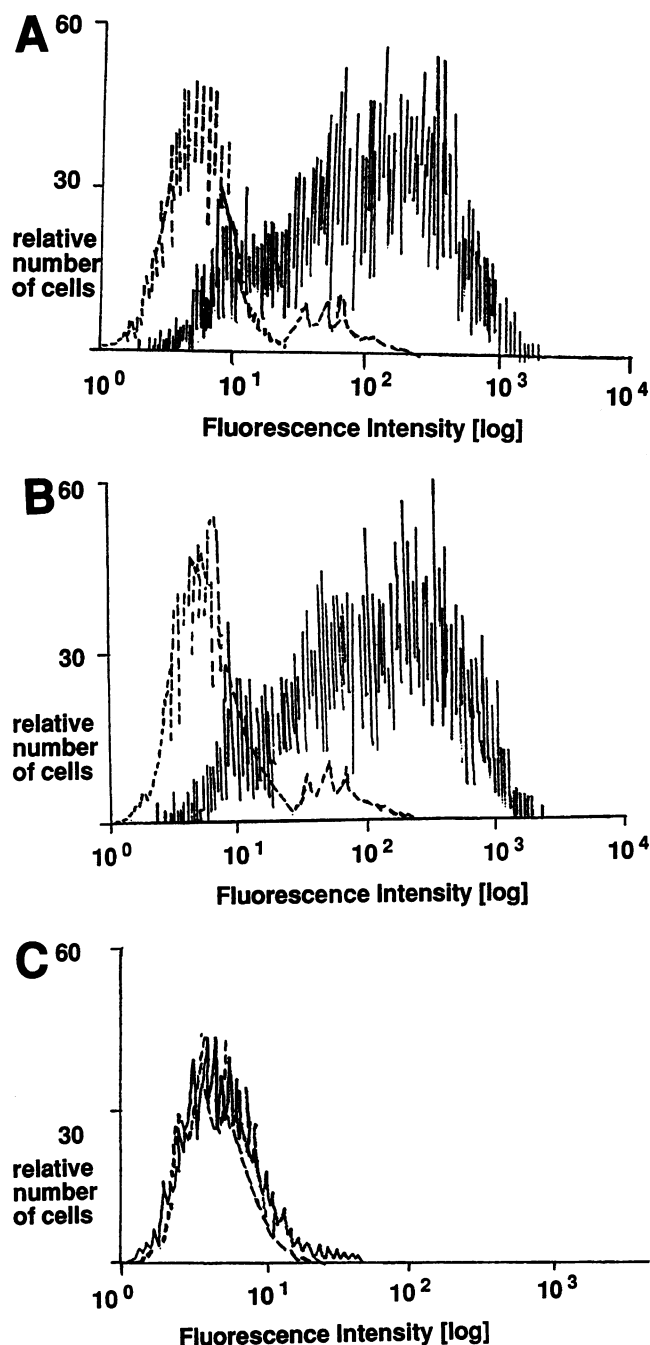 A 60
30
relative
number
of cells
10^0 10^1 10^2 10^3 10^4
Fluorescence Intensity [log]
B 60
30
relative
number
of cells
10^0 10^1 10^2 10^3 10^4
Fluorescence Intensity [log]
C 60
30
relative
number
of cells
10^0 10^1 10^2 10^3
Fluorescence Intensity [log]